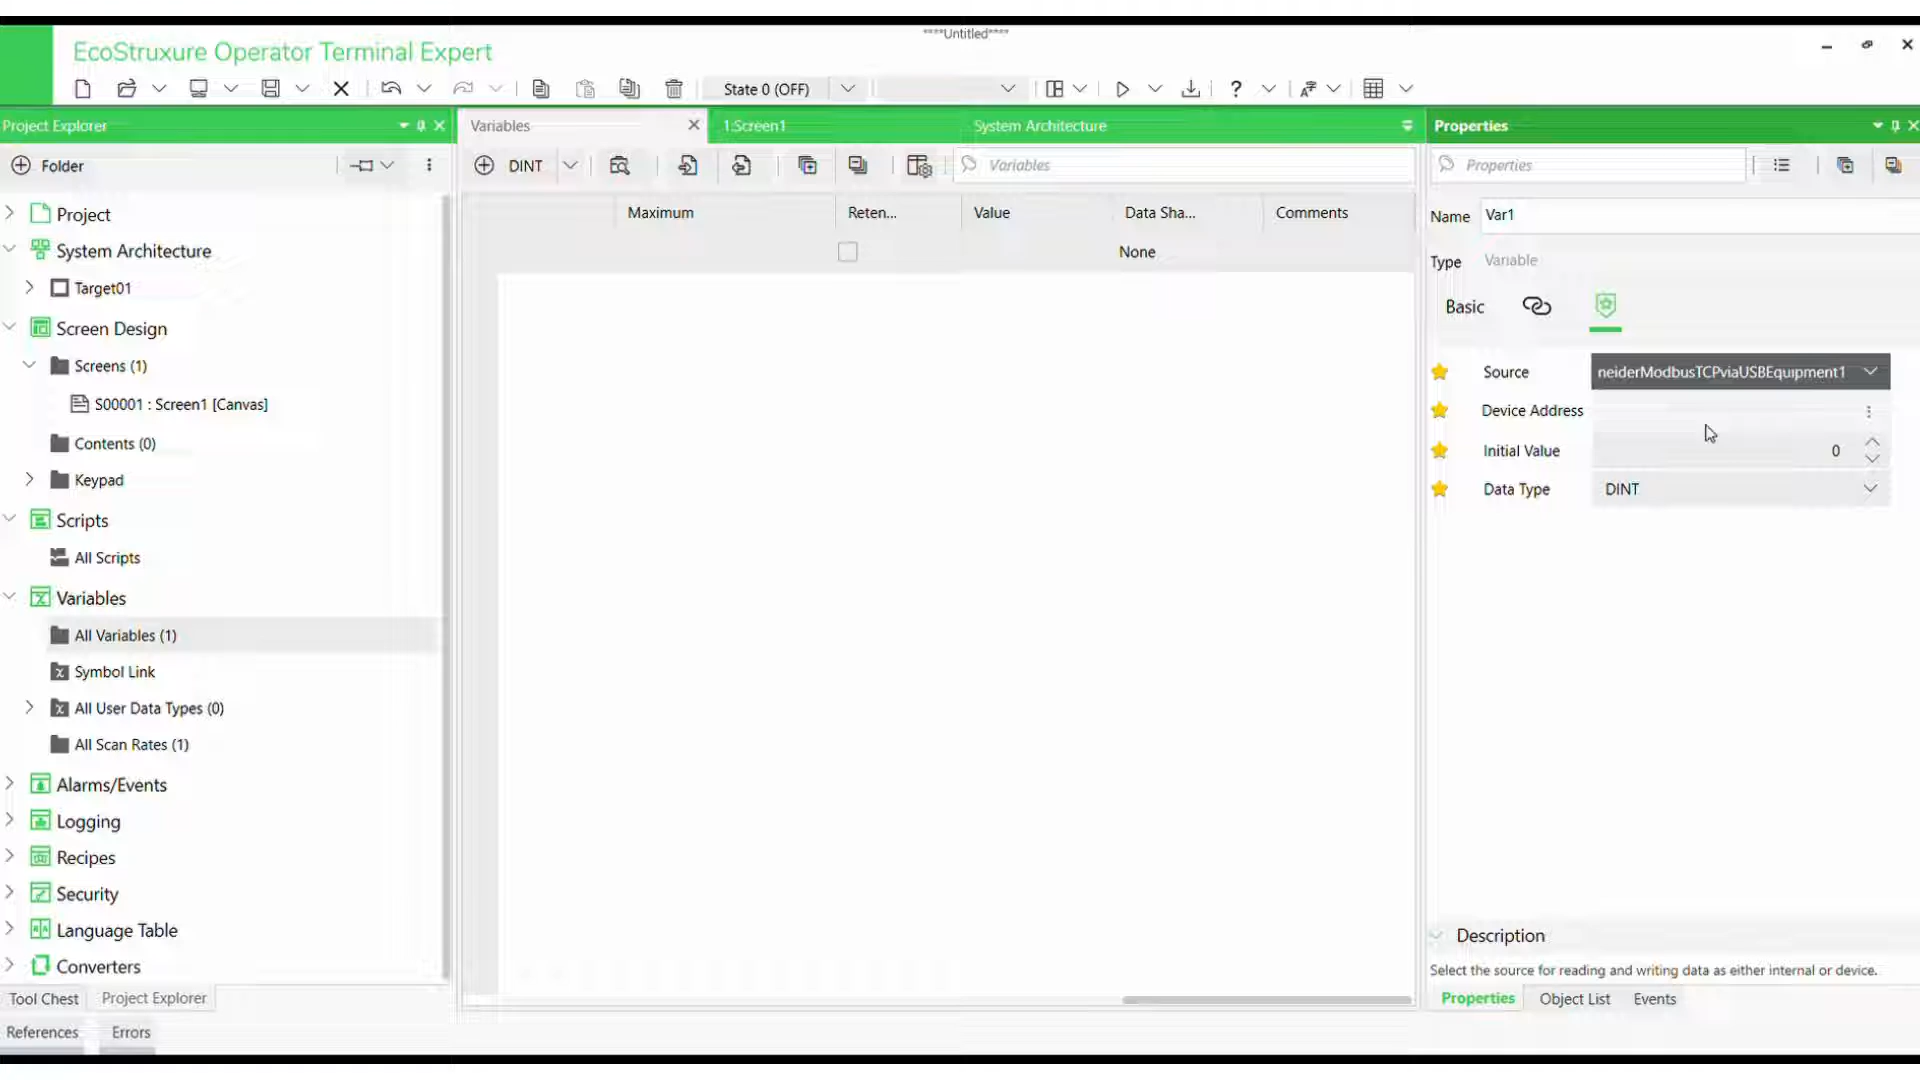 ****Untitled****
EcoStruxure Operator Terminal Expert
State 0 (OFF)
?
Project Explorer
Folder
Project
System Architecture
Target01
Screen Design
Screens (1)
S00001 : Screen1 [Canvas]
Contents (0)
Keypad
Scripts
All Scripts
Variables
All Variables (1)
Symbol Link
All User Data Types (0)
All Scan Rates (1)
Alarms/Events
Logging
Recipes
Security
Language Table
Converters
Tool Chest
Project Explorer
References
Errors
Variables
1:Screen1
System Architecture
DINT
Variables
Maximum
Reten...
Value
Data Sha...
Comments
None
Properties
Properties
Name
Var1
Type
Variable
Basic
Source
neiderModbusTCPviaUSBEquipment1
Device Address
Initial Value
0
Data Type
DINT
Description
Select the source for reading and writing data as either internal or device.
Properties
Object List
Events